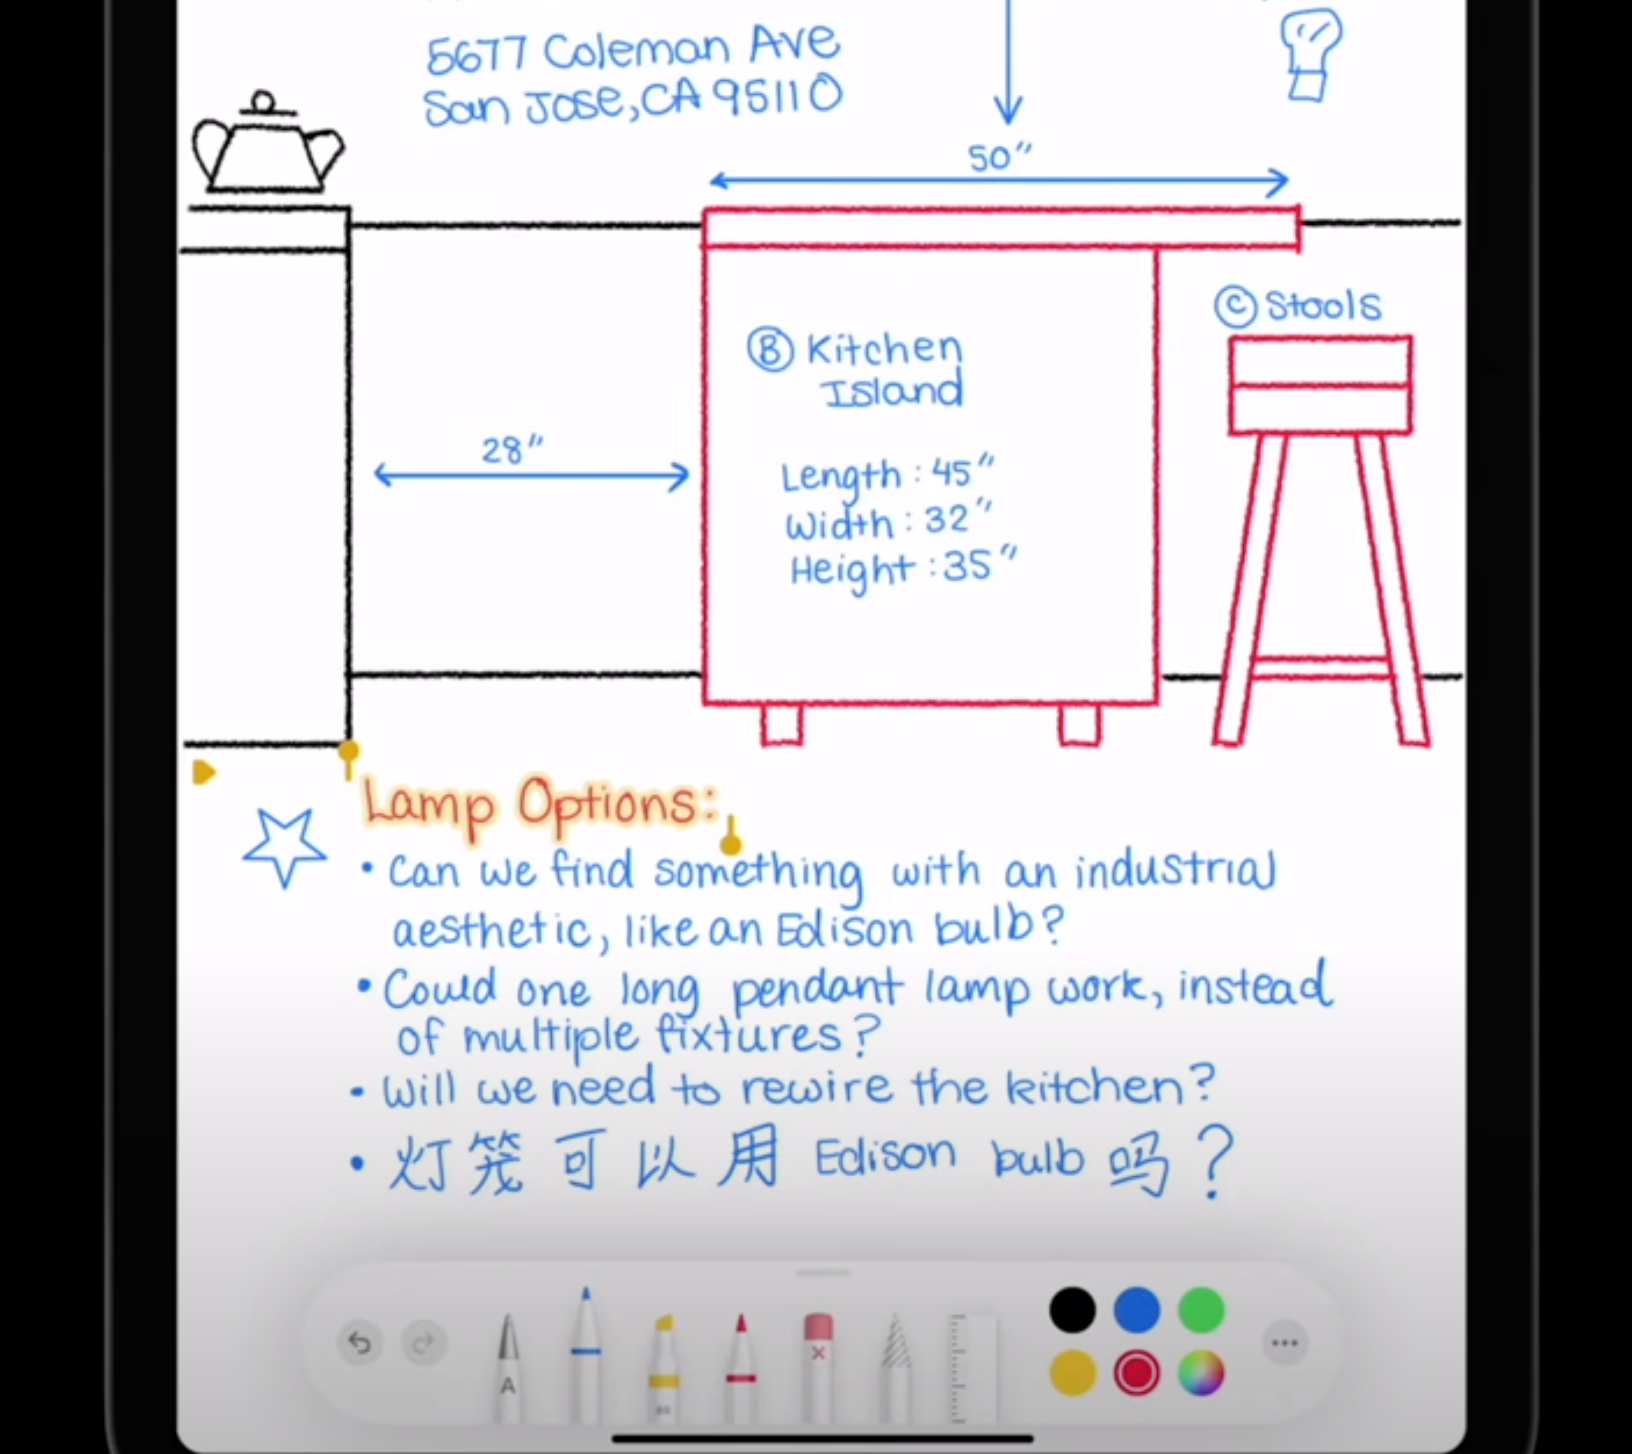 5677 Coleman Ave
San Jose, CA 95110
50"
Ⓒ Stools
Ⓑ Kitchen
Island
28"
Length: 45"
Width: 32"
Height: 35"
Lamp Options:
• Can we find something with an industrial
aesthetic, like an Edison bulb?
• Could one long pendant lamp work, instead
of multiple fixtures?
• Will we need to rewire the kitchen?
• 灯笼可以用 Edison bulb 吗?
A
80